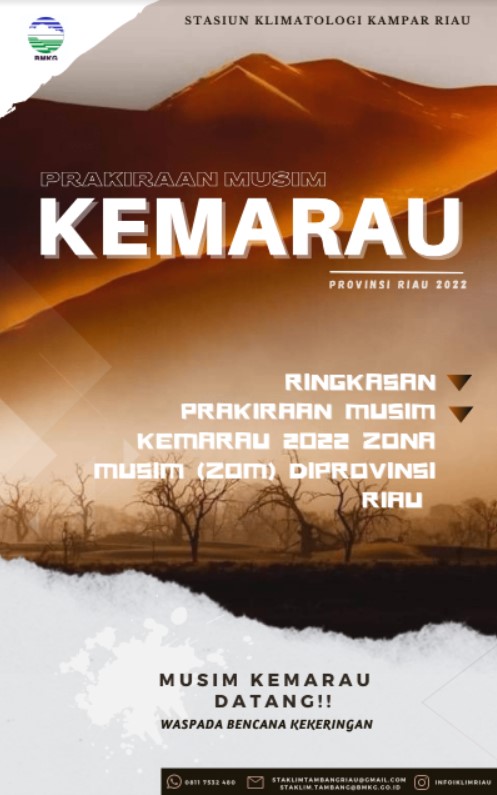 STASIUN KLIMATOLOGI KAMPAR RIAU
BMKG
PRAKIRAAN MUSIM
KEMARAU
PROVINSI RIAU 2022
RINGKASAN
PRAKIRAAN MUSIM
KEMARAU 2022 ZONA
MUSIM (ZOM) DIPROVINSI
RIAU
MUSIM KEMARAU
DATANG!!
WASPADA BENCANA KEKERINGAN
0811 7532 480
STAKLIMTAMBANGRIAU@GMAIL.COM
STAKLIM.TAMBANG@BMKG.GO.ID
INFOIKLIMRIAU